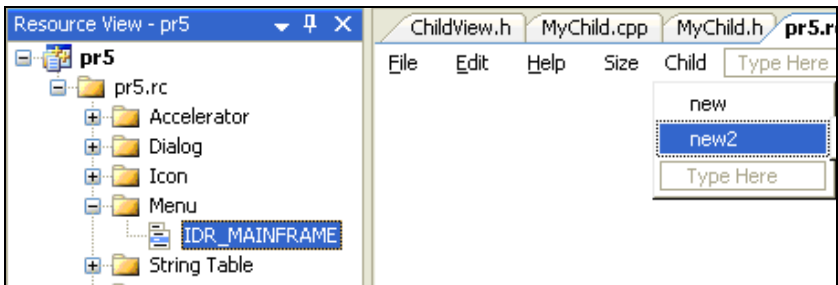 Resource View - pr5
pr5
pr5.rc
Accelerator
Dialog
Icon
Menu
IDR_MAINFRAME
String Table
ChildView.h MyChild.cpp MyChild.h pr5.r
File Edit Help Size Child Type Here
new
new2
Type Here